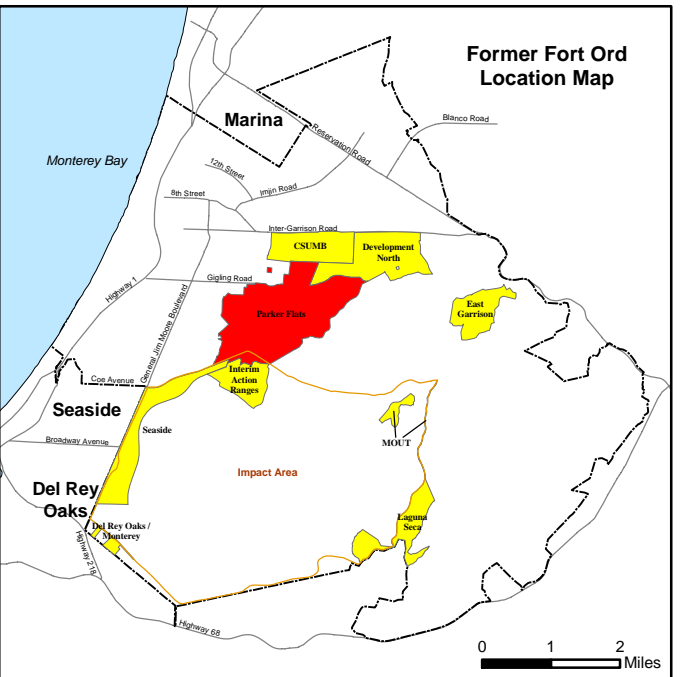 Former Fort Ord
Location Map
Marina
Blanco Road
Reservation Road
Monterey Bay
12th Street
Imjin Road
8th Street
Inter-Garrison Road
CSUMB
Development
North
Gigling Road
Highway 1
General Jim Moore Boulevard
East
Garrison
Parker Flats
Interim
Action
Ranges
Coe Avenue
Seaside
Seaside
Broadway Avenue
MOUT
Impact Area
Del Rey
Oaks
Laguna
Seca
Del Rey Oaks /
Monterey
Highway 218
Highway 68
0 1 2
Miles